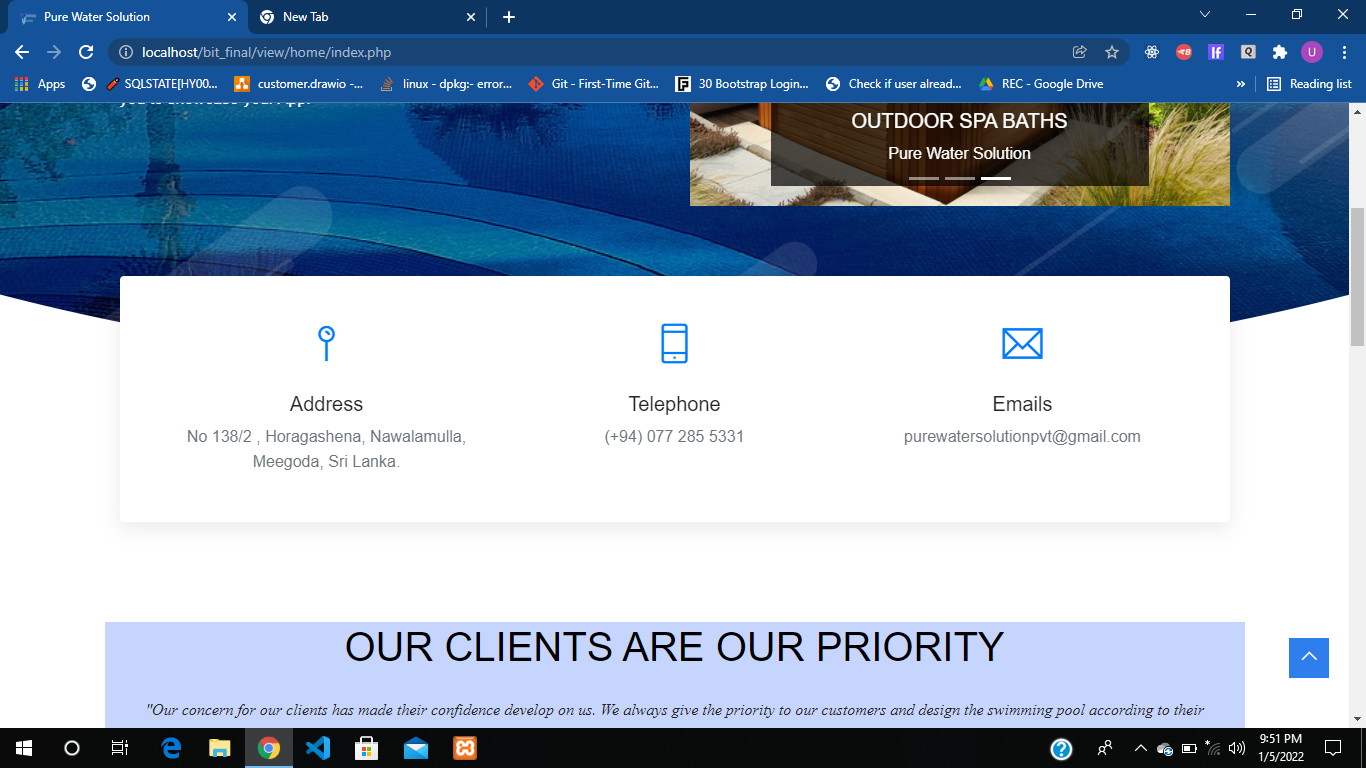 Pure Water Solution
New Tab
localhost/bit_final/view/home/index.php
U
Apps
SQLSTATE[HY00...
customer.drawio -...
linux - dpkg:- error...
Git - First-Time Git...
30 Bootstrap Login...
Check if user alread...
REC - Google Drive
»
Reading list
you to showcase your App.
OUTDOOR SPA BATHS
Pure Water Solution
Address
No 138/2 , Horagashena, Nawalamulla,
Meegoda, Sri Lanka.
Telephone
(+94) 077 285 5331
Emails
purewatersolutionpvt@gmail.com
OUR CLIENTS ARE OUR PRIORITY
"Our concern for our clients has made their confidence develop on us. We always give the priority to our customers and design the swimming pool according to their
9:51 PM
1/5/2022